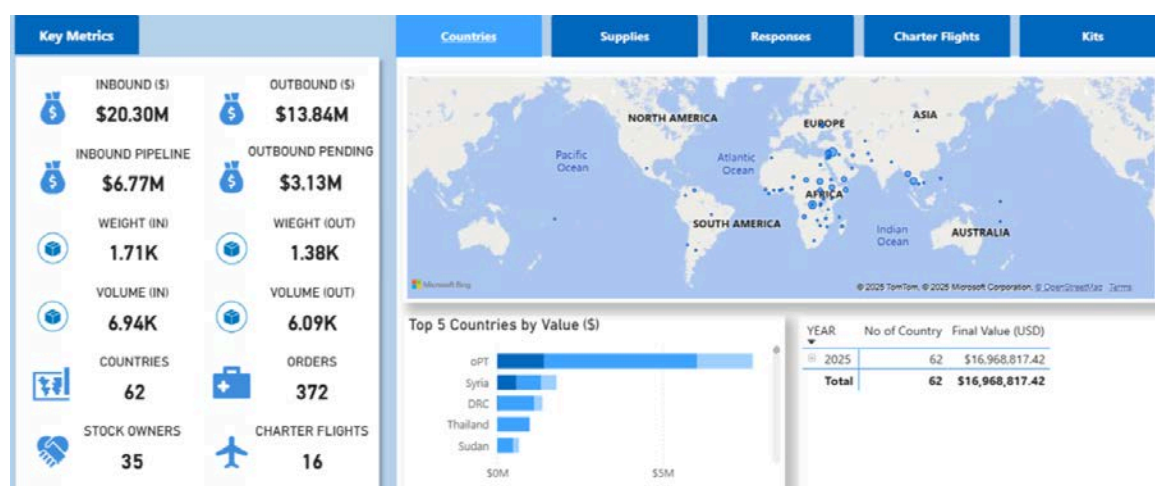 Key Metrics
Countries
Supplies
Responses
Charter Flights
Kits
INBOUND ($)
$20.30M
OUTBOUND ($)
$13.84M
INBOUND PIPELINE
$6.77M
OUTBOUND PENDING
$3.13M
WEIGHT (IN)
1.71K
WIEGHT (OUT)
1.38K
VOLUME (IN)
6.94K
VOLUME (OUT)
6.09K
COUNTRIES
62
ORDERS
372
STOCK OWNERS
35
CHARTER FLIGHTS
16
NORTH AMERICA
EUROPE
ASIA
Pacific
Ocean
Atlantic
Ocean
AFRICA
SOUTH AMERICA
Indian
Ocean
AUSTRALIA
Microsoft Bing
© 2025 TomTom, © 2025 Microsoft Corporation, © OpenStreetMap Terms
Top 5 Countries by Value ($)
oPT
Syria
DRC
Thailand
Sudan
$0M $5M
YEAR No of Country Final Value (USD)
2025 62 $16,968,817.42
Total 62 $16,968,817.42